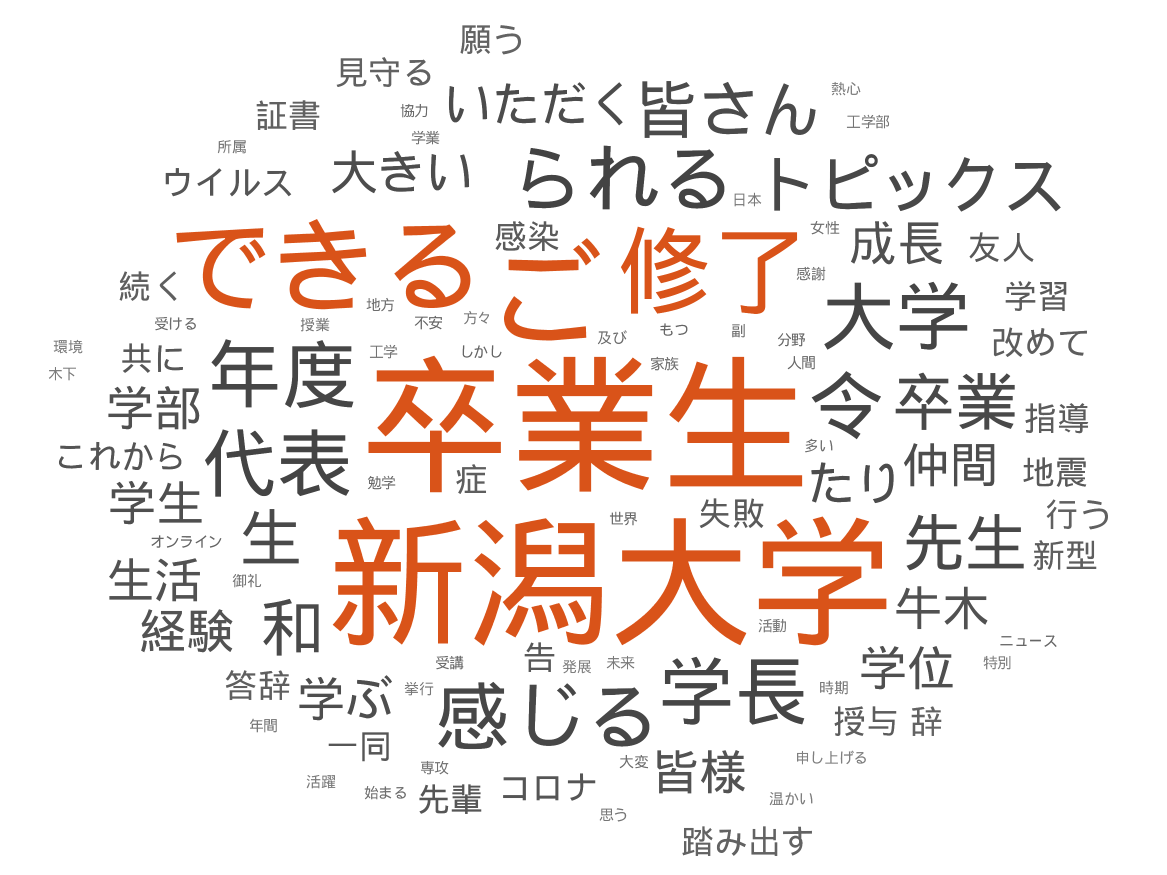 願う
見守る
いただく
皆さん
熱心
証書
協力
工学部
学業
所属
大きい
られる
トピックス
ウイルス
日本
できる
感染
ご
修了
女性
成長
友人
感謝
続く
大学
学習
地方
受ける
授業
不安
方々
及び
もつ
副
分野
改めて
環境
木下
共に
年度
工学
しかし
卒業生
家族
人間
令
卒業
学部
指導
これから
代表
多い
仲間
勉学
症
たり
地震
学生
生
失敗
世界
行う
オンライン
新潟大学
先生
新型
生活
御礼
経験
和
活動
牛木
ニュース
受講
告
発展
未来
学長
学位
特別
答辞
学ぶ
挙行
感じる
時期
授与
辞
年間
一同
大変
皆様
申し上げる
専攻
活躍
始まる
先輩
コロナ
温かい
思う
踏み出す